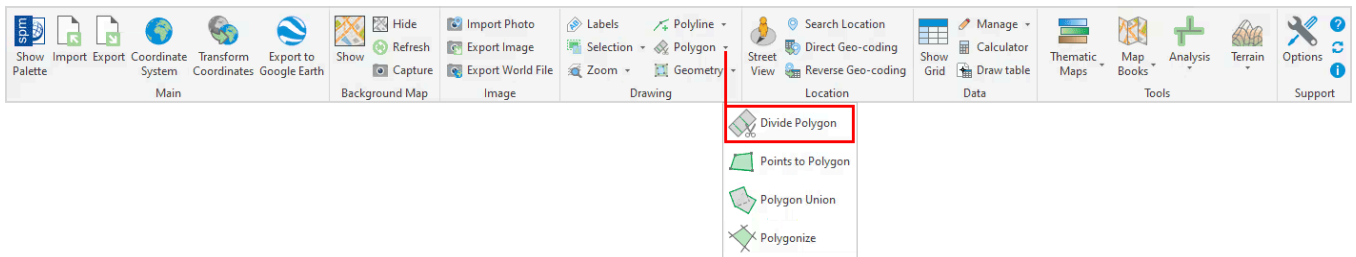 spm
Show Palette
Import
Export
Coordinate System
Transform Coordinates
Export to Google Earth
Main
Show
Hide
Refresh
Capture
Background Map
Import Photo
Export Image
Export World File
Image
Labels
Selection
Zoom
Polyline
Polygon
Geometry
Drawing
Street View
Search Location
Direct Geo-coding
Reverse Geo-coding
Location
Show Grid
Manage
Calculator
Draw table
Data
Thematic Maps
Map Books
Analysis
Terrain
Tools
Options
Support
Divide Polygon
Points to Polygon
Polygon Union
Polygonize